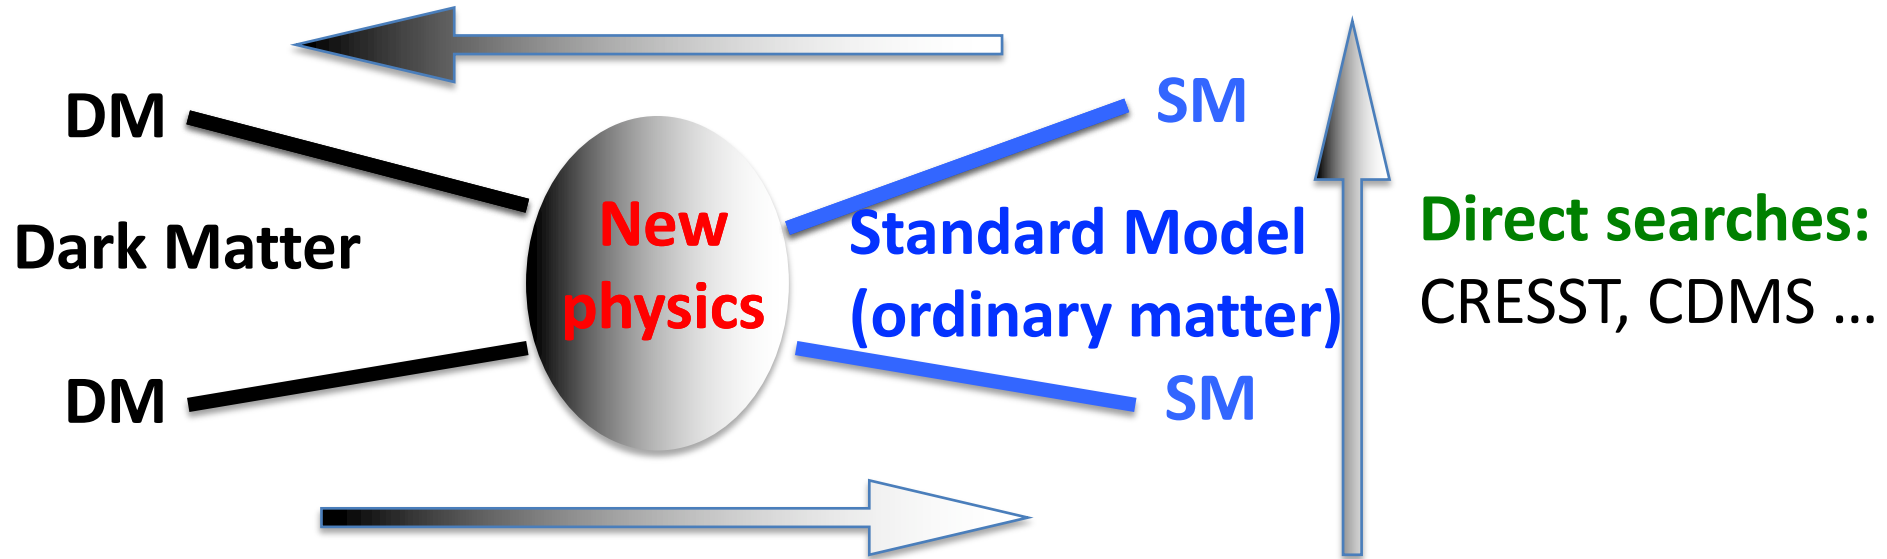 DM
SM
Dark Matter
New
physics
Standard Model
(ordinary matter)
Direct searches:
CRESST, CDMS ...
DM
SM